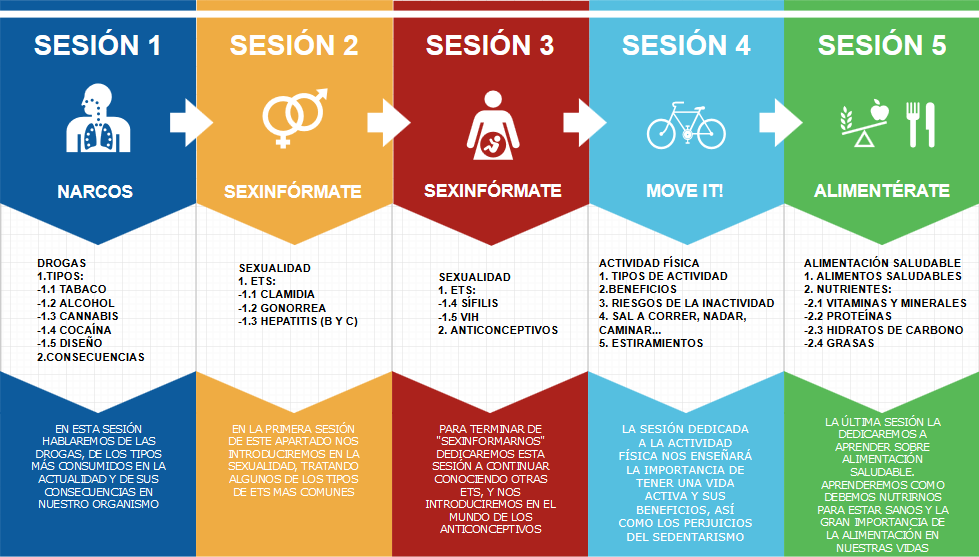 SESIÓN 1
NARCOS
DROGAS
1.TIPOS:
-1.1 TABACO
-1.2 ALCOHOL
-1.3 CANNABIS
-1.4 COCAÍNA
-1.5 DISEÑO
2.CONSECUENCIAS
EN ESTA SESIÓN
HABLAREMOS DE LAS
DROGAS, DE LOS TIPOS
MÁS CONSUMIDOS EN LA
ACTUALIDAD Y DE SUS
CONSECUENCIAS EN
NUESTRO ORGANISMO
SESIÓN 2
SEXINFÓRMATE
SEXUALIDAD
1. ETS:
-1.1 CLAMIDIA
-1.2 GONORREA
-1.3 HEPATITIS (B Y C)
EN LA PRIMERA SESIÓN
DE ESTE APARTADO NOS
INTRODUCIREMOS EN LA
SEXUALIDAD, TRATANDO
ALGUNOS DE LOS TIPOS
DE ETS MAS COMUNES
SESIÓN 3
SEXINFÓRMATE
SEXUALIDAD
1. ETS:
-1.4 SÍFILIS
-1.5 VIH
2. ANTICONCEPTIVOS
PARA TERMINAR DE
"SEXINFORMARNOS"
DEDICAREMOS ESTA
SESIÓN A CONTINUAR
CONOCIENDO OTRAS
ETS, Y NOS
INTRODUCIREMOS EN EL
MUNDO DE LOS
ANTICONCEPTIVOS
SESIÓN 4
MOVE IT!
ACTIVIDAD FÍSICA
1. TIPOS DE ACTIVIDAD
2.BENEFICIOS
3. RIESGOS DE LA INACTIVIDAD
4. SAL A CORRER, NADAR,
CAMINAR...
5. ESTIRAMIENTOS
LA SESIÓN DEDICADA
A LA ACTIVIDAD
FÍSICA NOS ENSEÑARÁ
LA IMPORTANCIA DE
TENER UNA VIDA
ACTIVA Y SUS
BENEFICIOS, ASÍ
COMO LOS PERJUICIOS
DEL SEDENTARISMO
SESIÓN 5
ALIMENTÉRATE
ALIMENTACIÓN SALUDABLE
1. ALIMENTOS SALUDABLES
2. NUTRIENTES:
-2.1 VITAMINAS Y MINERALES
-2.2 PROTEÍNAS
-2.3 HIDRATOS DE CARBONO
-2.4 GRASAS
LA ÚLTIMA SESIÓN LA
DEDICAREMOS A
APRENDER SOBRE
ALIMENTACIÓN
SALUDABLE.
APRENDEREMOS COMO
DEBEMOS NUTRIRNOS
PARA ESTAR SANOS Y LA
GRAN IMPORTANCIA DE
LA ALIMENTACIÓN EN
NUESTRAS VIDAS